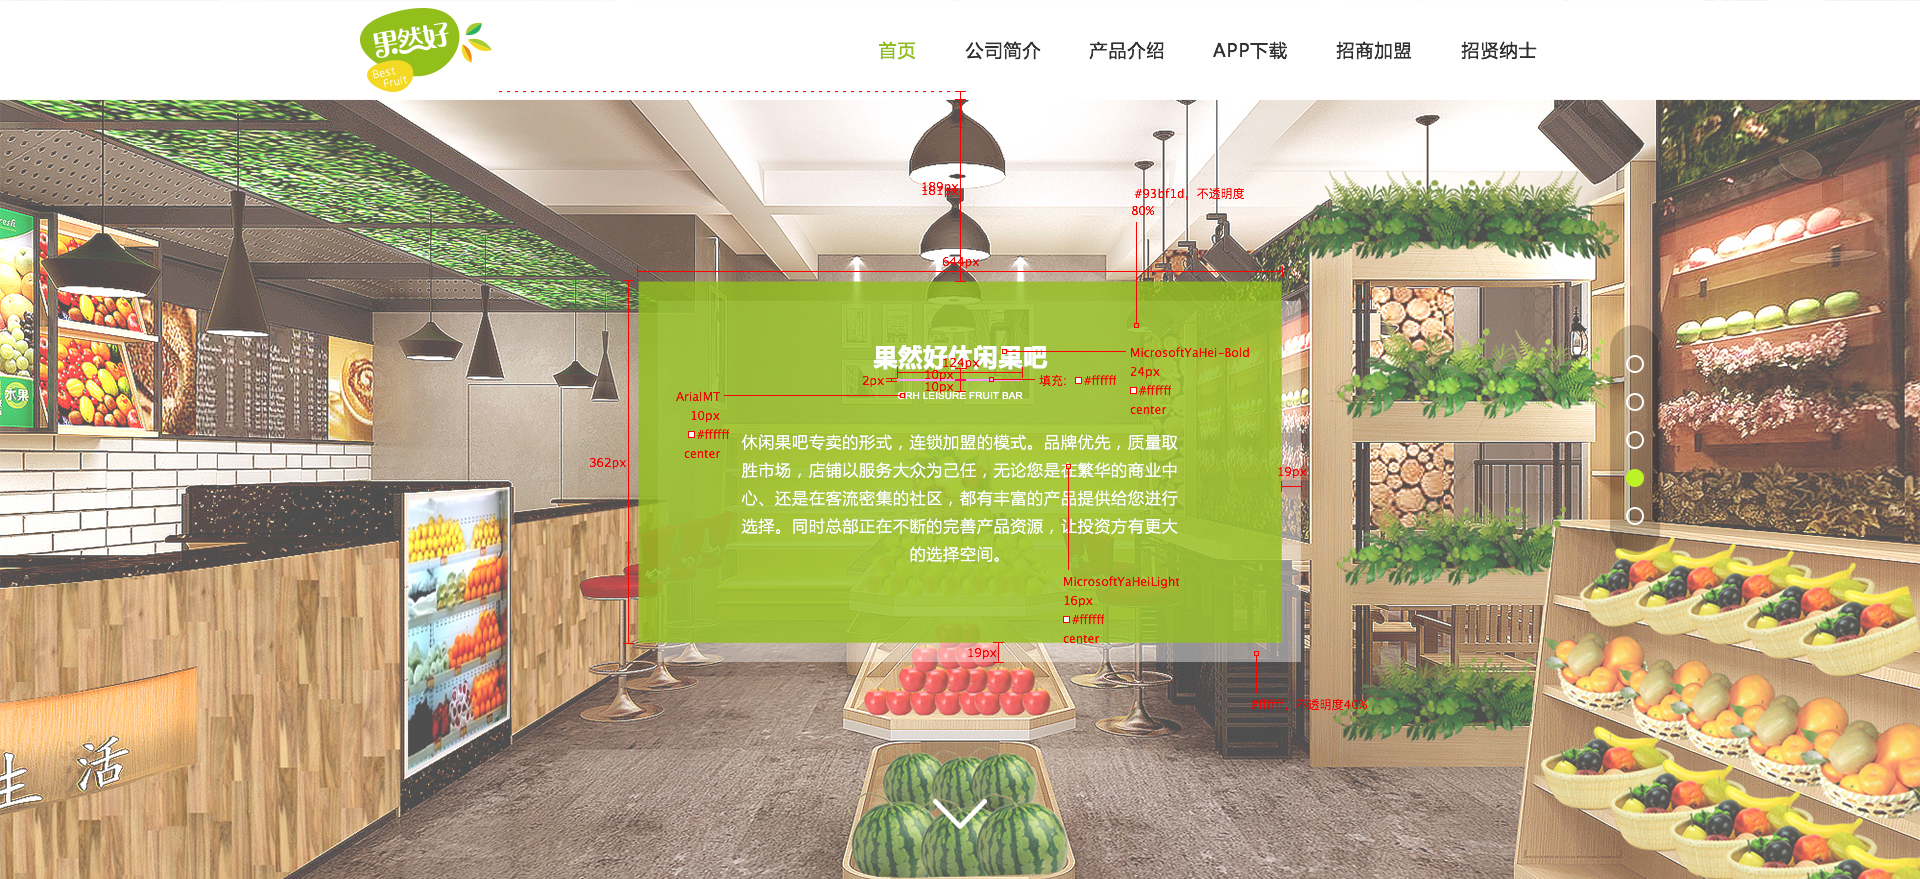 果然好
Best
Fruit
首页
公司简介
产品介绍
APP下载
招商加盟
招贤纳士
189px
181px
#93bf1d, 不透明度
80%
644px
resh
水果
果然好休闲果吧
124px
10px
2px
10px
填充: #ffffff
GRH LEISURE FRUIT BAR
MicrosoftYaHei-Bold
24px
#ffffff
center
ArialMT
10px
#ffffff
center
362px
19px
休闲果吧专卖的形式，连锁加盟的模式。品牌优先，质量取
胜市场，店铺以服务大众为己任，无论您是在繁华的商业中
心、还是在客流密集的社区，都有丰富的产品提供给您进行
选择。同时总部正在不断的完善产品资源，让投资方有更大
的选择空间。
MicrosoftYaHeiLight
16px
#ffffff
center
19px
#ffffff, 不透明度40%
生活